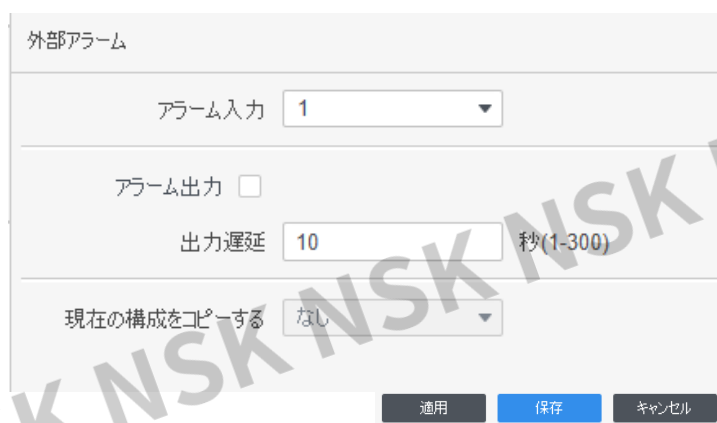 外部アラーム
アラーム入力 1
アラーム出力
出力遅延 10 秒(1-300)
現在の構成をコピーする なし
適用 保存 キャンセル
NSK NSK NSK N